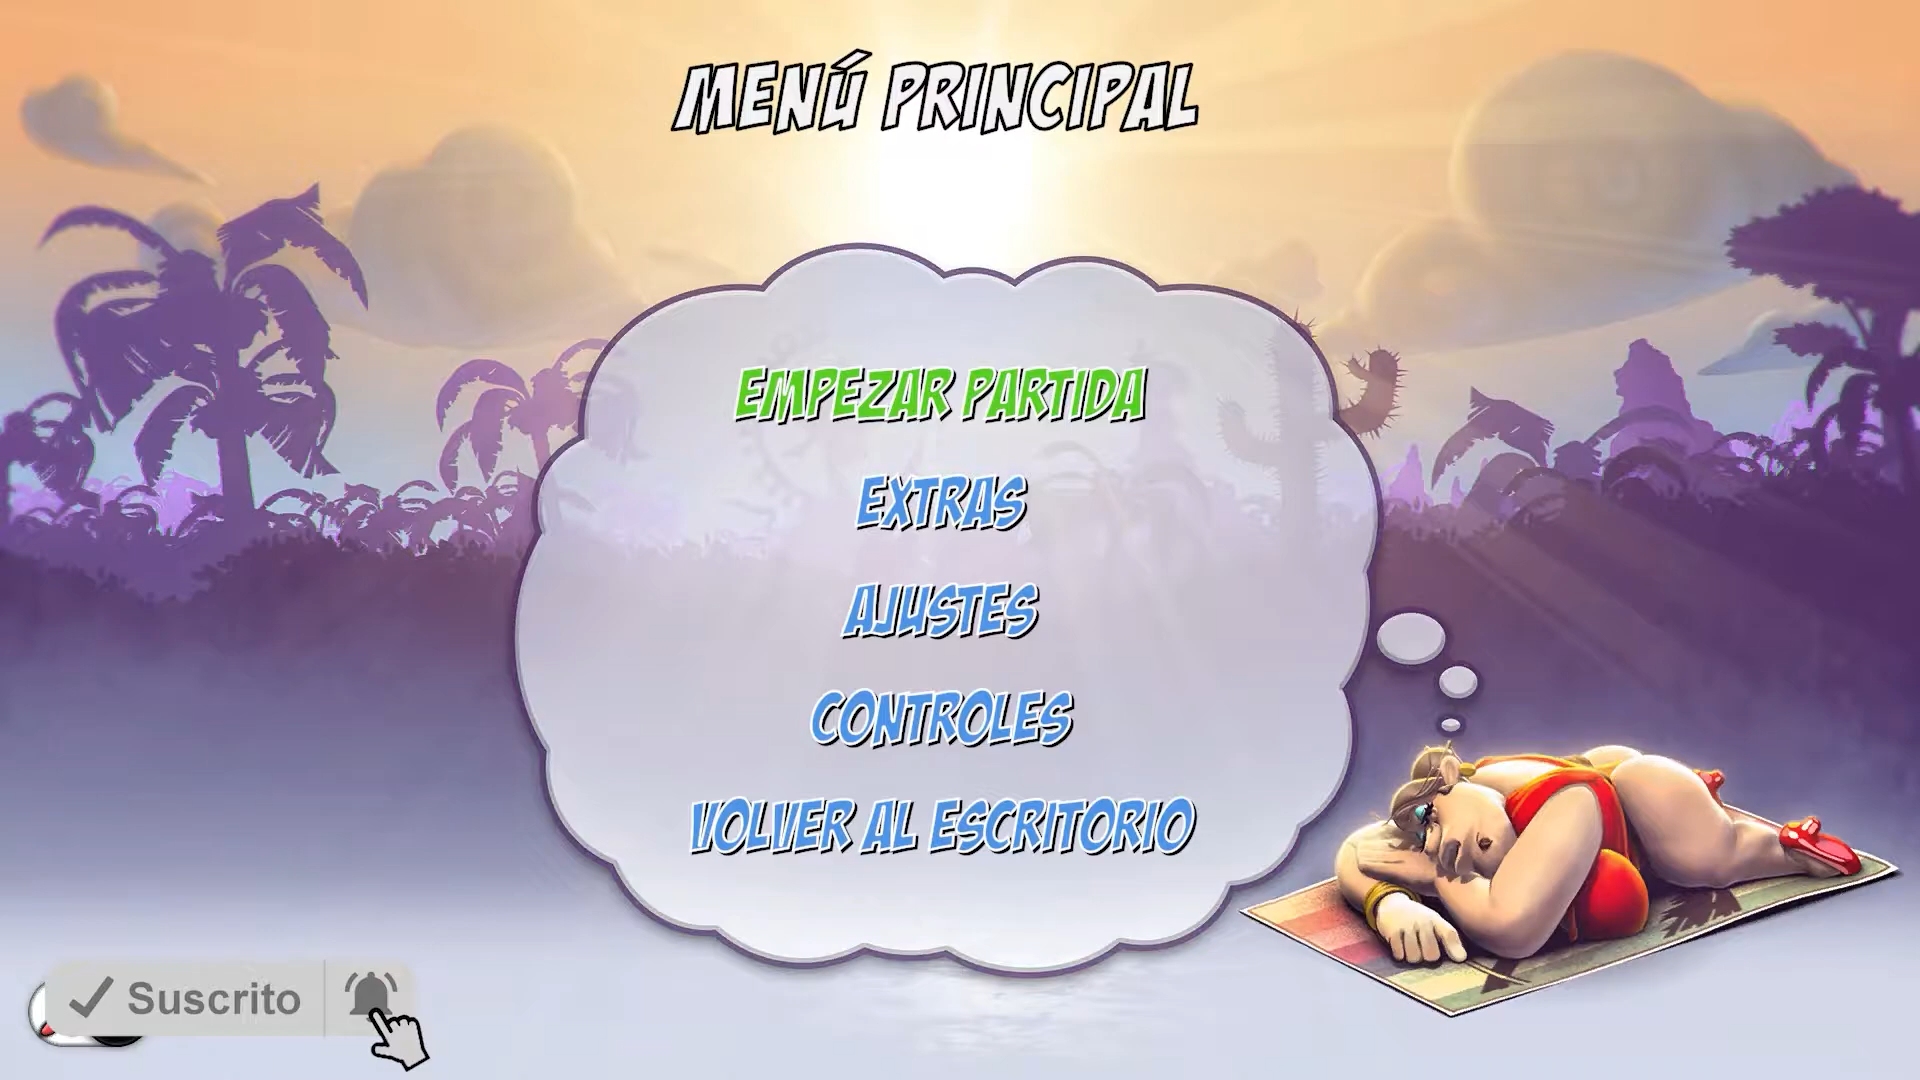 MENÚ PRINCIPAL
EMPEZAR PARTIDA
EXTRAS
AJUSTES
CONTROLES
VOLVER AL ESCRITORIO
Suscrito